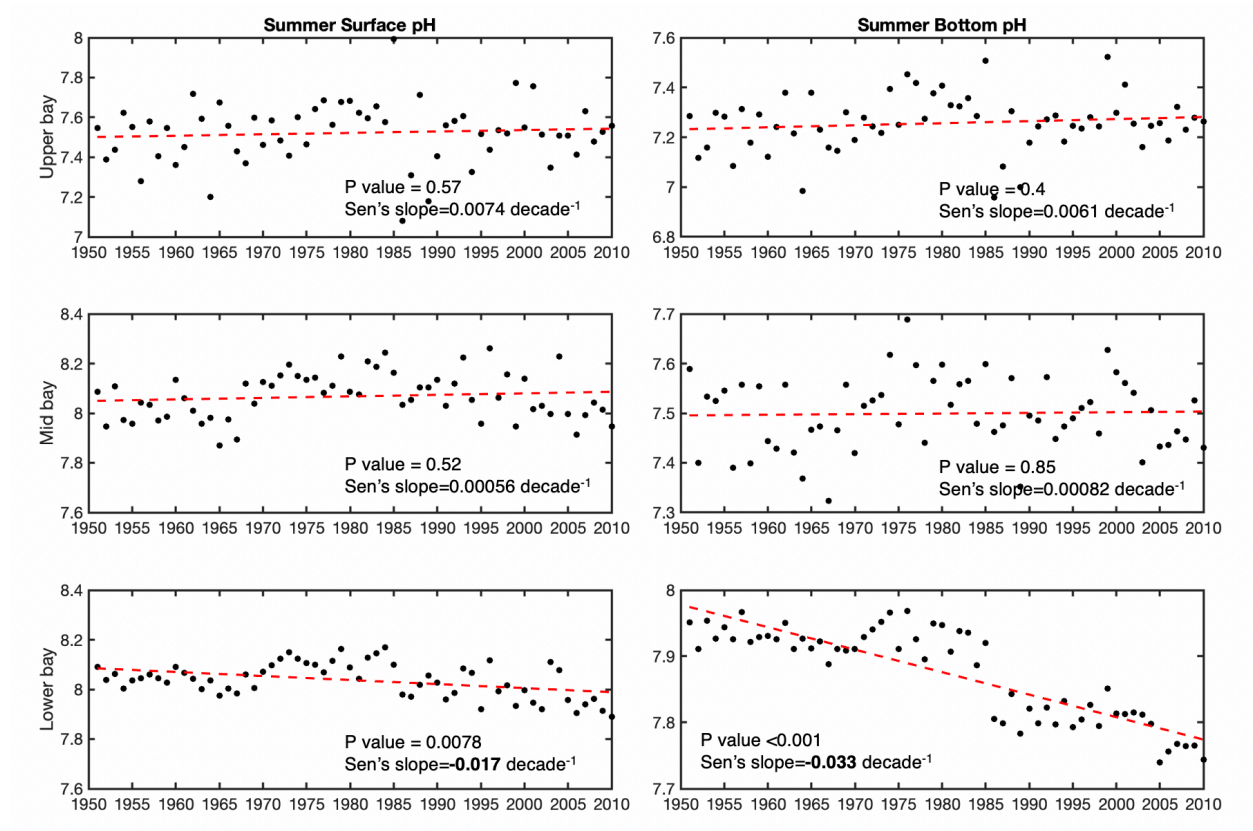 Summer Surface pH
Summer Bottom pH
Upper bay
8
7.8
7.6
7.4
7.2
7
P value = 0.57
Sen's slope=0.0074 decade-1
1950 1955 1960 1965 1970 1975 1980 1985 1990 1995 2000 2005 2010
7.6
7.4
7.2
7
6.8
P value = 0.4
Sen's slope=0.0061 decade-1
1950 1955 1960 1965 1970 1975 1980 1985 1990 1995 2000 2005 2010
Mid bay
8.4
8.2
8
7.8
7.6
P value = 0.52
Sen's slope=0.00056 decade-1
1950 1955 1960 1965 1970 1975 1980 1985 1990 1995 2000 2005 2010
7.7
7.6
7.5
7.4
7.3
P value = 0.85
Sen's slope=0.00082 decade-1
1950 1955 1960 1965 1970 1975 1980 1985 1990 1995 2000 2005 2010
Lower bay
8.4
8.2
8
7.8
7.6
P value = 0.0078
Sen's slope=-0.017 decade-1
1950 1955 1960 1965 1970 1975 1980 1985 1990 1995 2000 2005 2010
8
7.9
7.8
7.7
P value <0.001
Sen's slope=-0.033 decade-1
1950 1955 1960 1965 1970 1975 1980 1985 1990 1995 2000 2005 2010